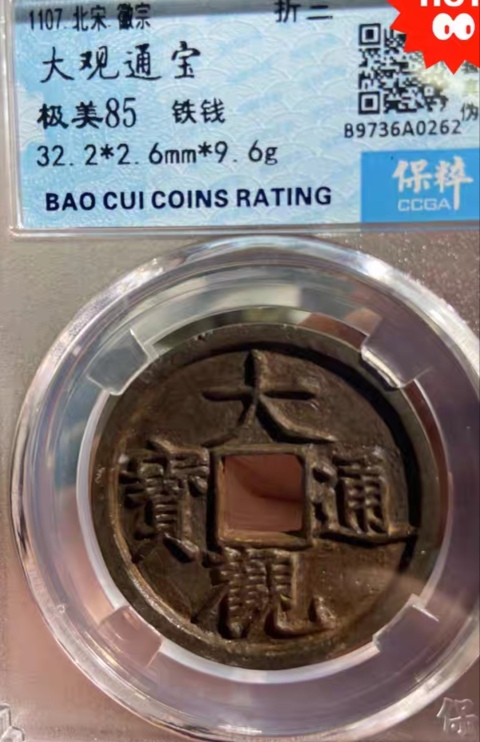 1107.北宋.徽宗 折二
大观通宝
极美85 铁钱
32.2*2.6mm*9.6g
B9736A0262
BAO CUI COINS RATING
保粹
CCGA
大
寶 通
觀
保